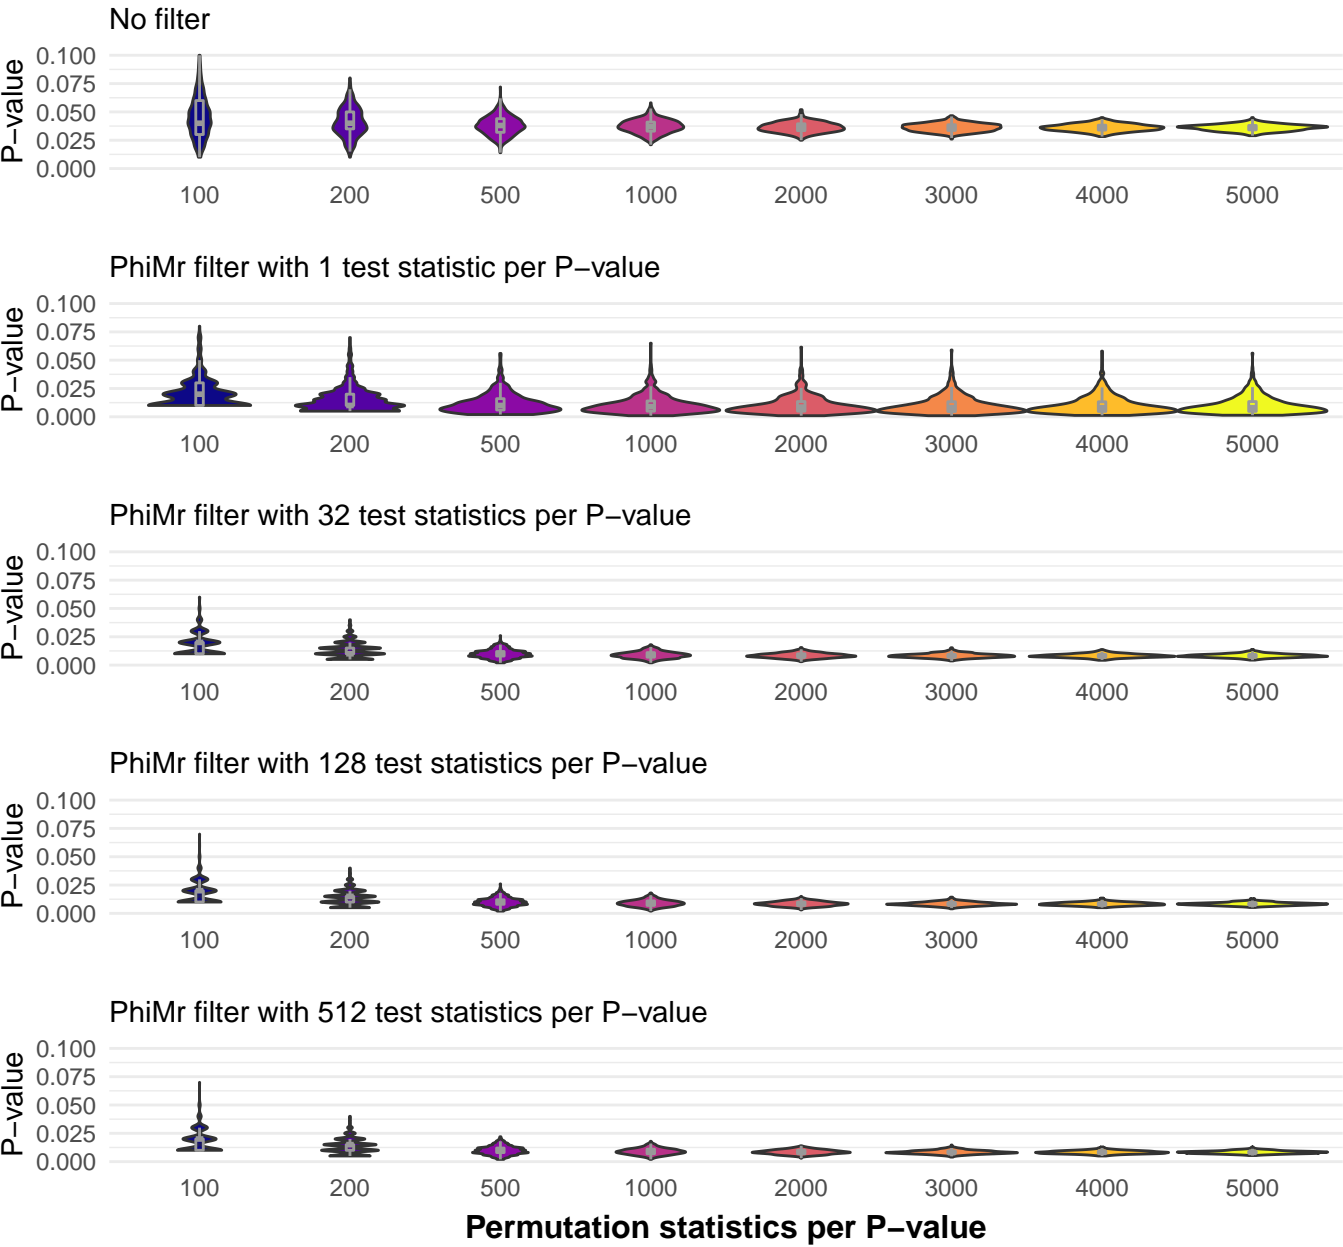 No filter
P−value
0.100
0.075
0.050
0.025
0.000
100 200 500 1000 2000 3000 4000 5000
PhiMr filter with 1 test statistic per P−value
P−value
0.100
0.075
0.050
0.025
0.000
100 200 500 1000 2000 3000 4000 5000
PhiMr filter with 32 test statistics per P−value
P−value
0.100
0.075
0.050
0.025
0.000
100 200 500 1000 2000 3000 4000 5000
PhiMr filter with 128 test statistics per P−value
P−value
0.100
0.075
0.050
0.025
0.000
100 200 500 1000 2000 3000 4000 5000
PhiMr filter with 512 test statistics per P−value
P−value
0.100
0.075
0.050
0.025
0.000
100 200 500 1000 2000 3000 4000 5000
Permutation statistics per P−value